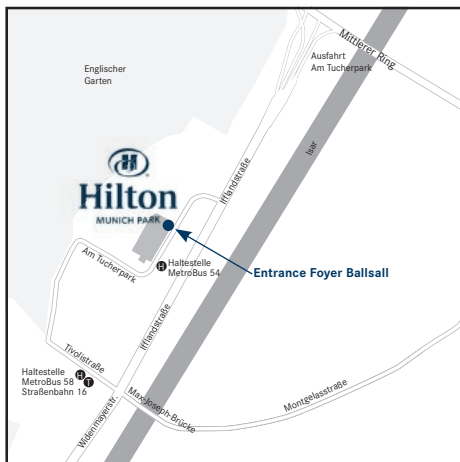 Mittlerer Ring
Ausfahrt
Am Tucherpark
Englischer
Garten
Isar
H
Hilton
MUNICH PARK
Ifflandstraße
Entrance Foyer Ballsall
Am Tucherpark
H
Haltestelle
MetroBus 54
Ifflandstraße
Tivolistraße
Haltestelle
MetroBus 58
Straßenbahn 16
H
T
Widenmayerstr.
Max-Joseph-Brücke
Montgelasstraße